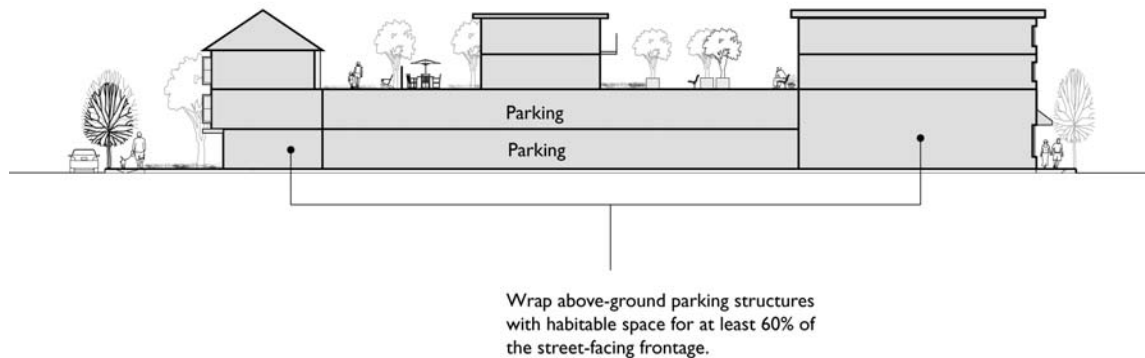 Parking
Parking
Wrap above-ground parking structures
with habitable space for at least 60% of
the street-facing frontage.